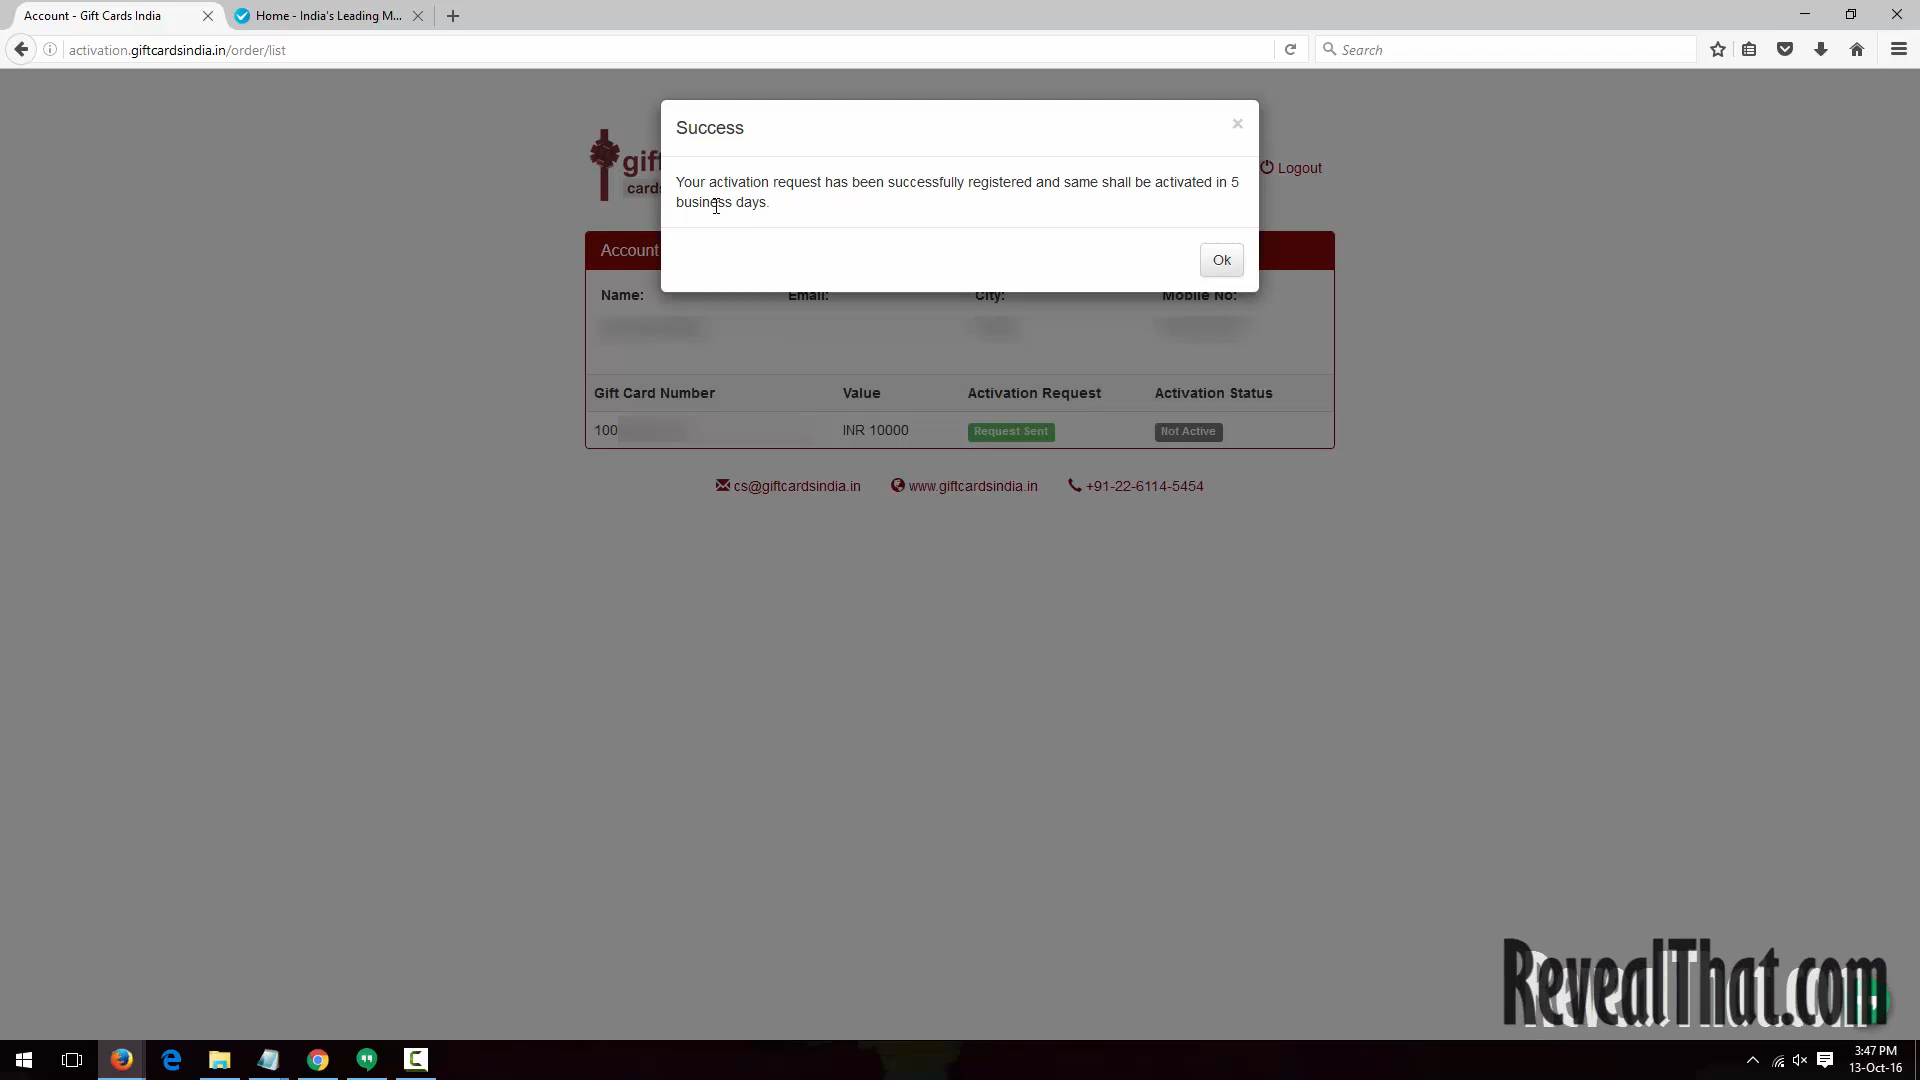 Account - Gift Cards India
Home - India's Leading M...
activation.giftcardsindia.in/order/list
Search
Success
Your activation request has been successfully registered and same shall be activated in 5
business days.
Ok
gift
cards
Logout
Account
Name:
Email:
City:
Mobile No:
Gift Card Number
Value
Activation Request
Activation Status
100
INR 10000
Request Sent
Not Active
cs@giftcardsindia.in
www.giftcardsindia.in
+91-22-6114-5454
RevealThat.com
3:47 PM
13-Oct-16